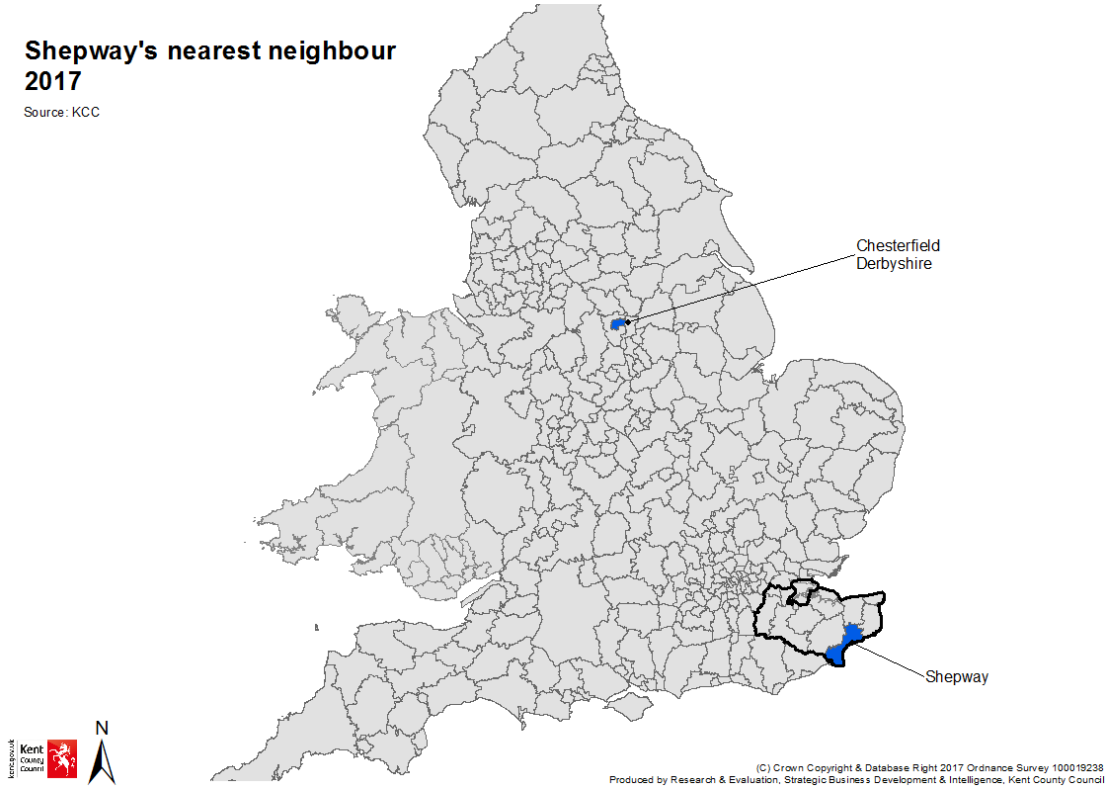 Shepway's nearest neighbour
2017
Source: KCC
Chesterfield
Derbyshire
Shepway
N
kent.gov.uk
Kent
County
Council
(C) Crown Copyright & Database Right 2017 Ordnance Survey 100019238
Produced by Research & Evaluation, Strategic Business Development & Intelligence, Kent County Council